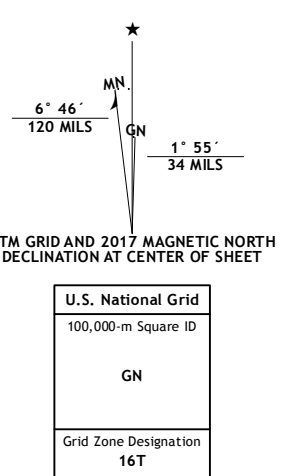 ★
MN.
6° 46´
120 MILS
GN
1° 55´
34 MILS
TM GRID AND 2017 MAGNETIC NORTH
DECLINATION AT CENTER OF SHEET
U.S. National Grid
100,000-m Square ID
GN
Grid Zone Designation
16T